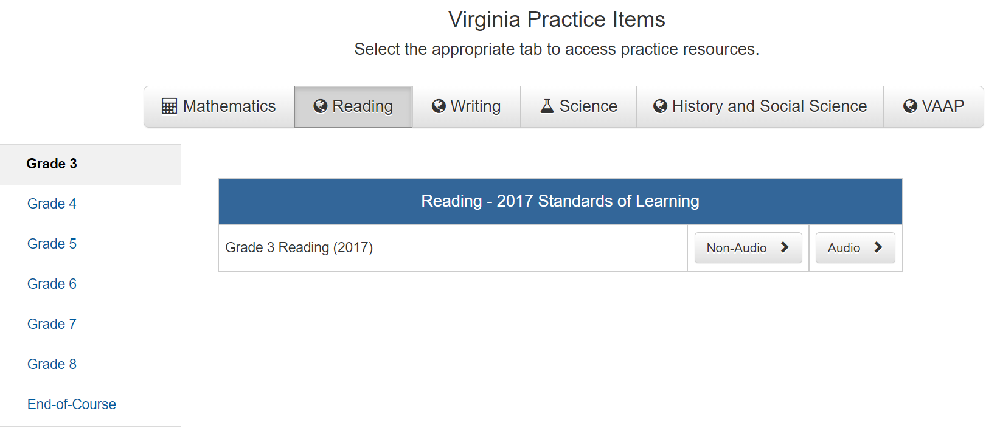 Virginia Practice Items
Select the appropriate tab to access practice resources.
Mathematics Reading Writing Science History and Social Science VAAP
Grade 3
Grade 4
Grade 5
Grade 6
Grade 7
Grade 8
End-of-Course
Reading - 2017 Standards of Learning
Grade 3 Reading (2017) Non-Audio Audio